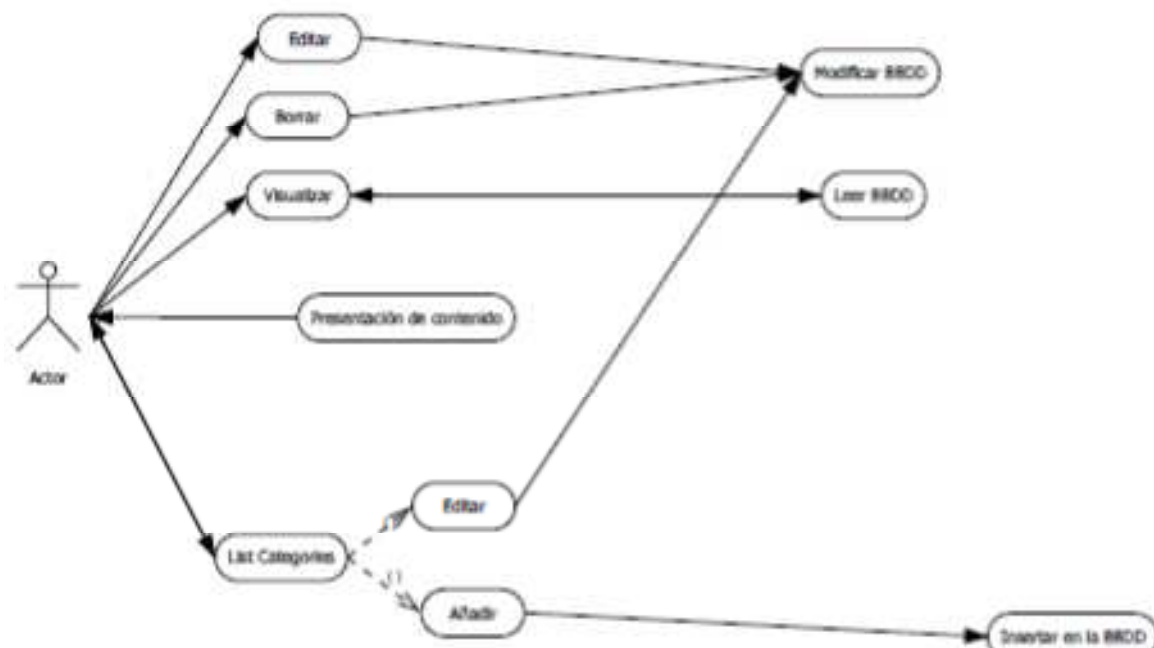 Editar
Modificar BBDD
Borrar
Visualizar
Leer BBDD
Presentación de contenido
Actor
Editar
List Categories
Añadir
Insertar en la BBDD